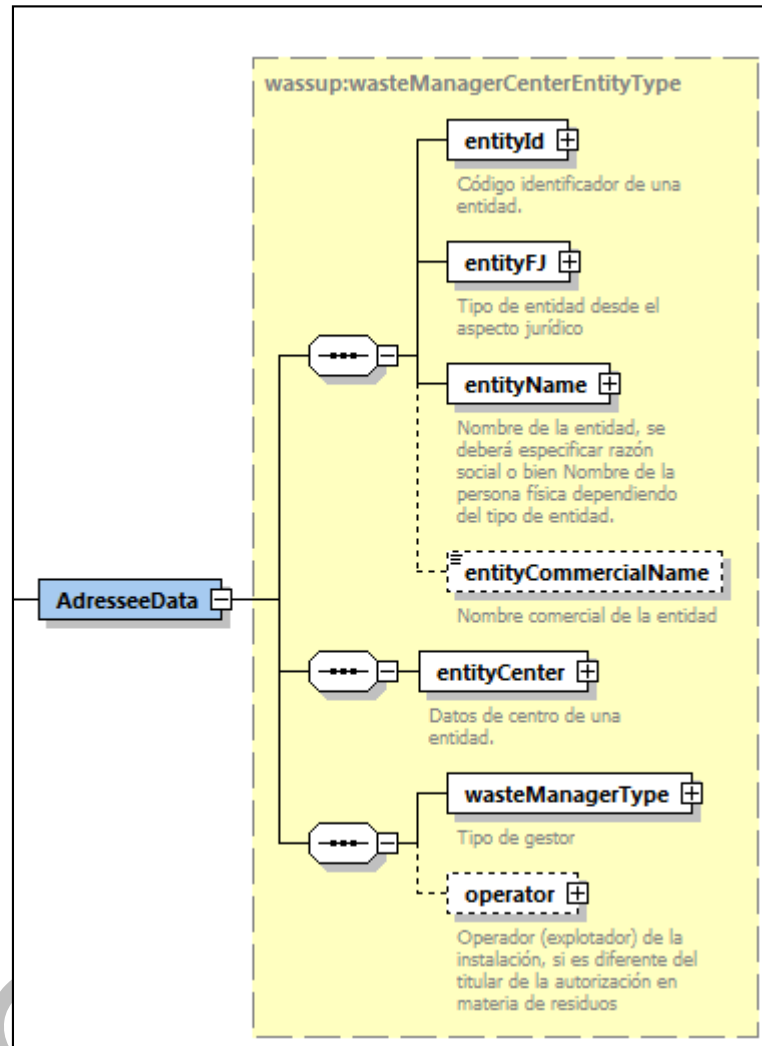 wassup:wasteManagerCenterEntityType
entityId
Código identificador de una
entidad.
entityFJ
Tipo de entidad desde el
aspecto jurídico
entityName
Nombre de la entidad, se
deberá especificar razón
social o bien Nombre de la
persona física dependiendo
del tipo de entidad.
entityCommercialName
Nombre comercial de la entidad
AdresseeData
entityCenter
Datos de centro de una
entidad.
wasteManagerType
Tipo de gestor
operator
Operador (explotador) de la
instalación, si es diferente del
titular de la autorización en
materia de residuos